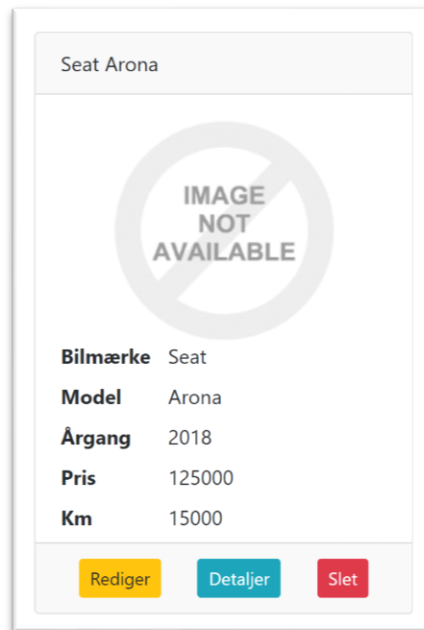 Seat Arona
IMAGE
NOT
AVAILABLE
Bilmærke Seat
Model Arona
Årgang 2018
Pris 125000
Km 15000
Rediger Detaljer Slet